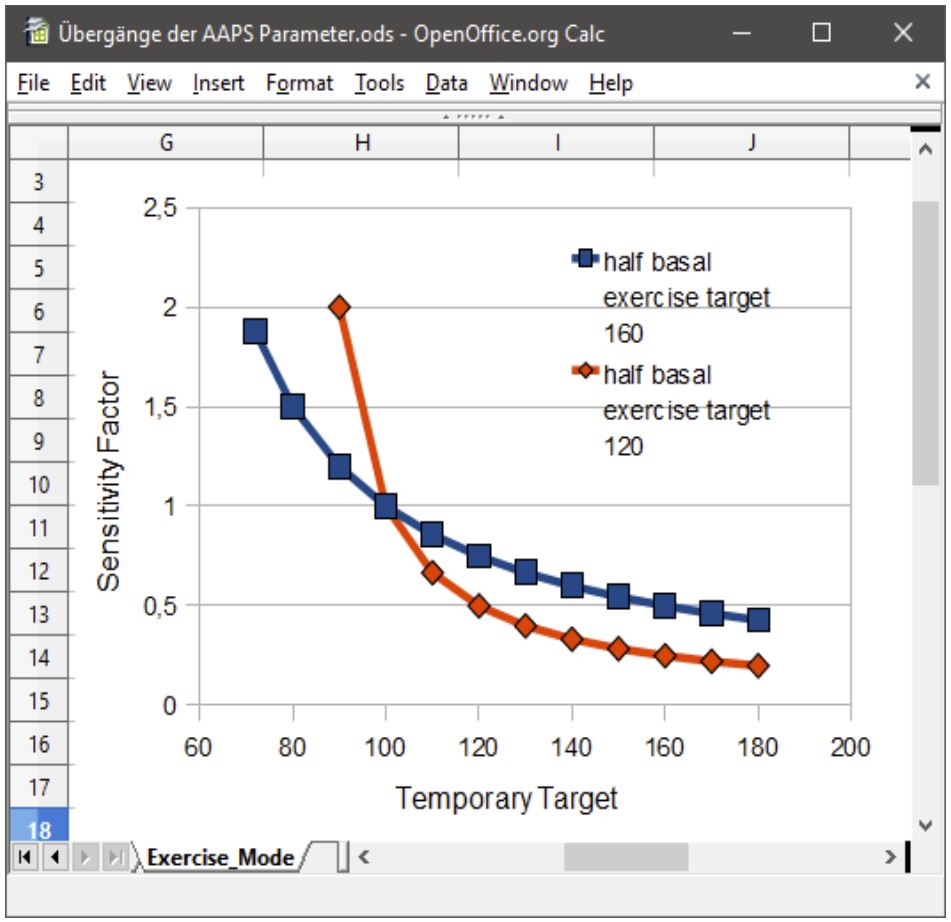 Übergänge der AAPS Parameter.ods - OpenOffice.org Calc
File Edit View Insert Format Tools Data Window Help
G H I J
3
4
5
6
7
8
9
10
11
12
13
14
15
16
17
18
2,5
2
1,5
1
0,5
0
Sensitivity Factor
half basal
exercise target
160
half basal
exercise target
120
60 80 100 120 140 160 180 200
Temporary Target
Exercise_Mode